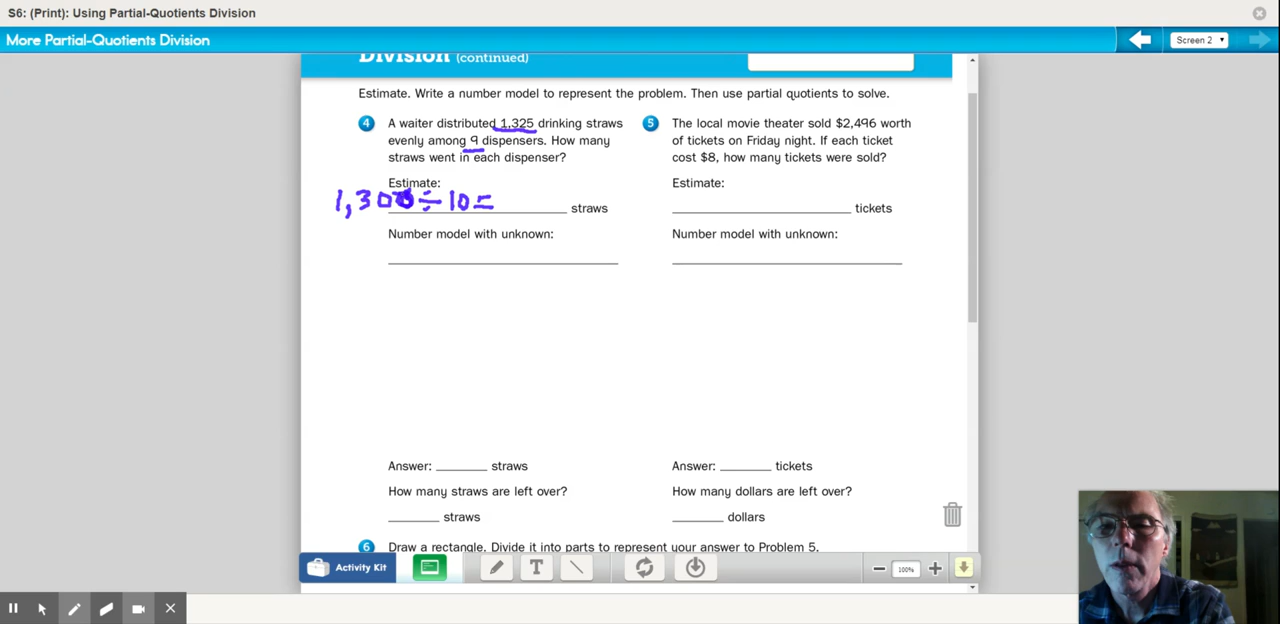 S6: (Print): Using Partial-Quotients Division
More Partial-Quotients Division
Screen 2
Division (continued)
Estimate. Write a number model to represent the problem. Then use partial quotients to solve.
4 A waiter distributed 1,325 drinking straws
evenly among 9 dispensers. How many
straws went in each dispenser?
Estimate:
1,300 ÷ 10 =
straws
Number model with unknown:
Answer: ________ straws
How many straws are left over?
________ straws
5 The local movie theater sold $2,496 worth
of tickets on Friday night. If each ticket
cost $8, how many tickets were sold?
Estimate:
tickets
Number model with unknown:
Answer: ________ tickets
How many dollars are left over?
________ dollars
6 Draw a rectangle. Divide it into parts to represent your answer to Problem 5.
Activity Kit
T
100%